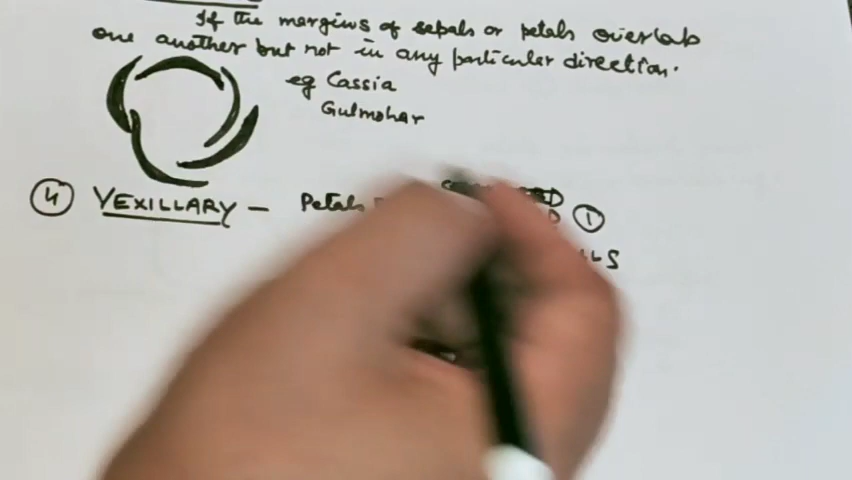 If the margins of sepals or petals overlab
one another but not in any particular direction.
eg Cassia
Gulmohar
4 VEXILLARY - Petals
1